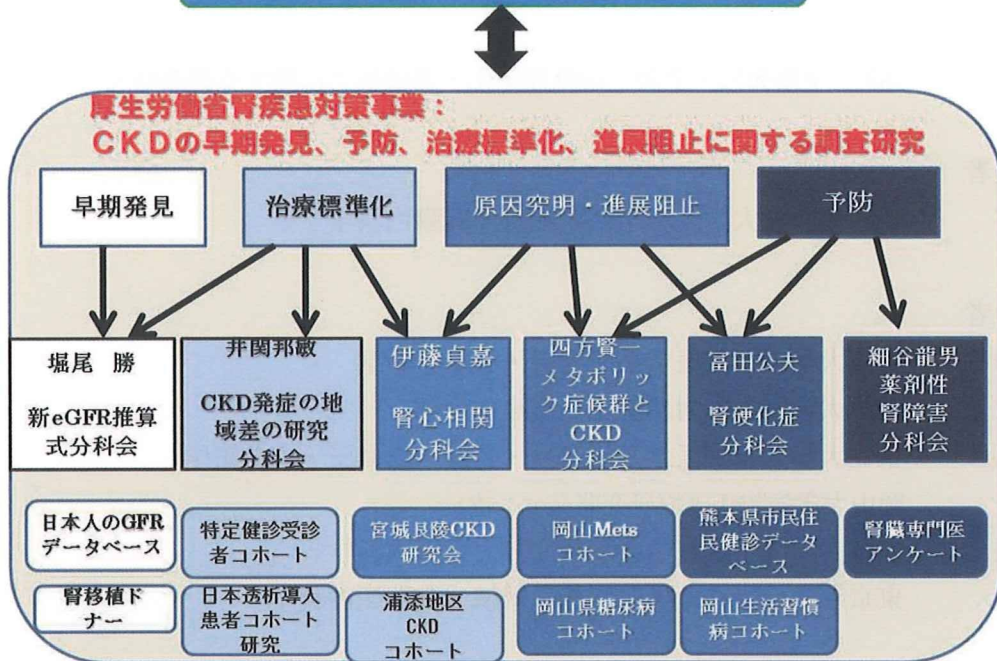 厚生労働省腎疾患対策事業:
CKDの早期発見、予防、治療標準化、進展阻止に関する調査研究
早期発見
治療標準化
原因究明・進展阻止
予防
堀尾 勝
新eGFR推算
式分科会
井関邦敏
CKD発症の地
域差の研究
分科会
伊藤貞嘉
腎心相関
分科会
四方賢一
メタボリッ
ク症候群と
CKD
分科会
冨田公夫
腎硬化症
分科会
細谷龍男
薬剤性
腎障害
分科会
日本人のGFR
データベース
特定健診受診
者コホート
宮城艮陵CKD
研究会
岡山Mets
コホート
熊本県市民住
民健診データ
ベース
腎臓専門医
アンケート
腎移植ド
ナー
日本透析導入
患者コホート
研究
浦添地区
CKD
コホート
岡山県糖尿病
コホート
岡山生活習慣
病コホート